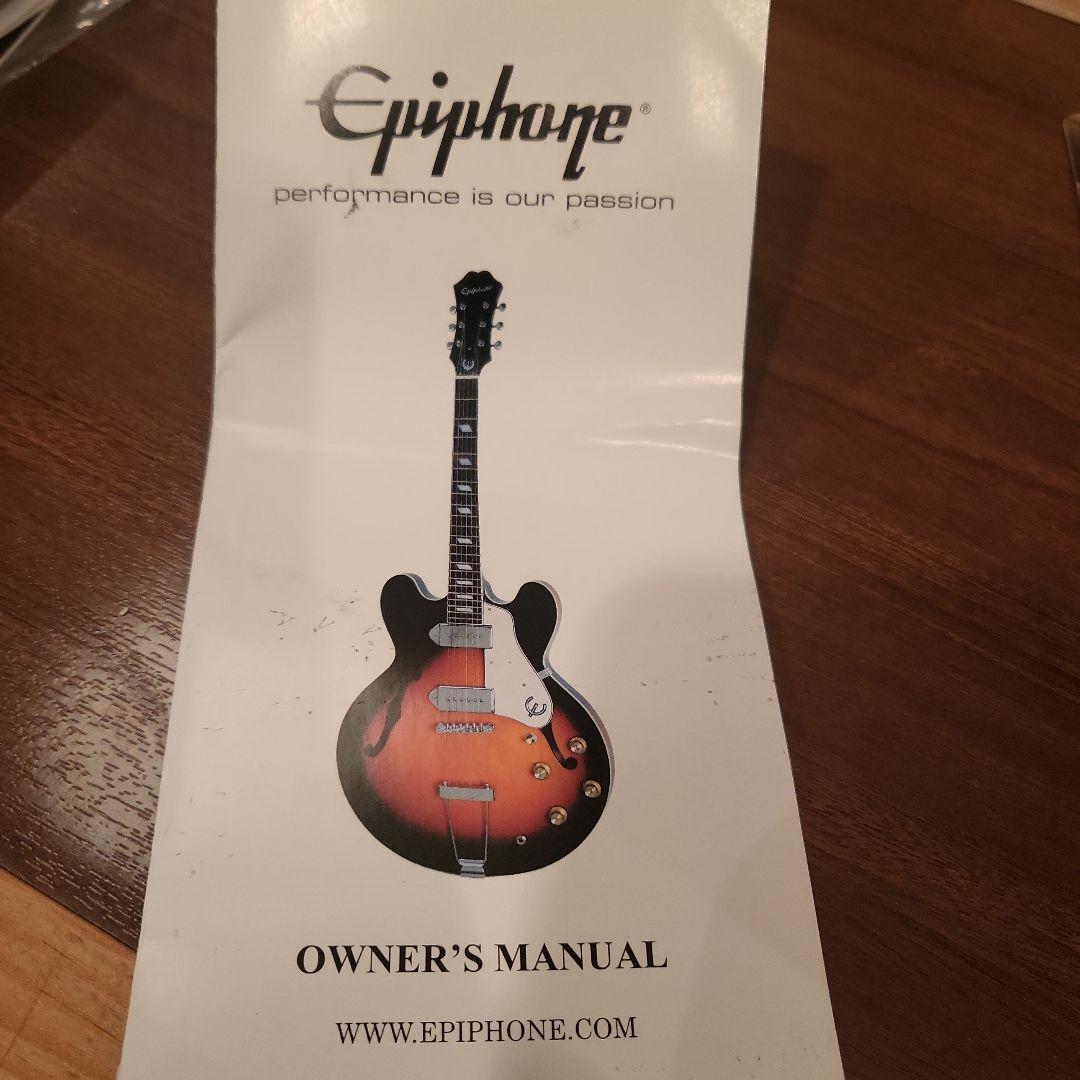 Epiphone®
performance is our passion
Epiphone
OWNER'S MANUAL
WWW.EPIPHONE.COM